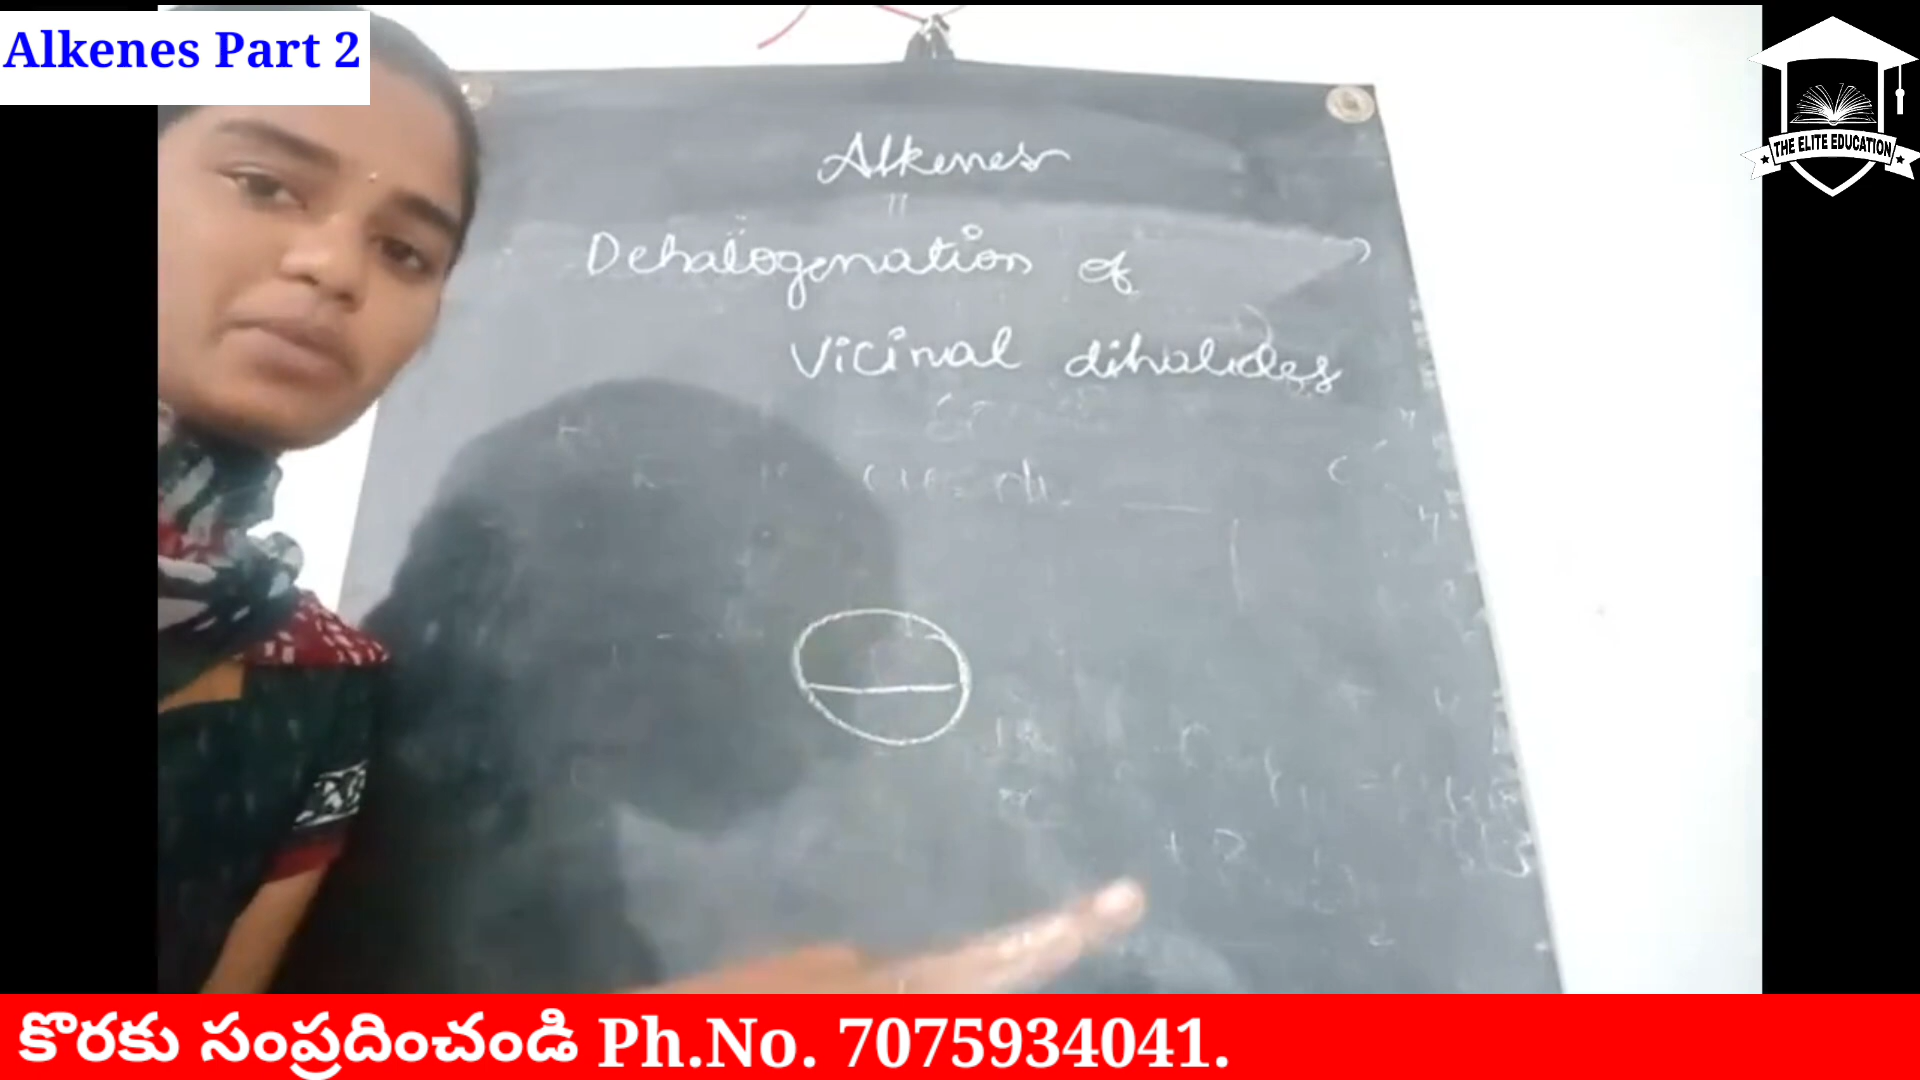 Alkenes Part 2
THE ELITE EDUCATION
Alkenes
Dehalogenation of
Vicinal dihalides
కొరకు సంప్రదించండి Ph.No. 7075934041.